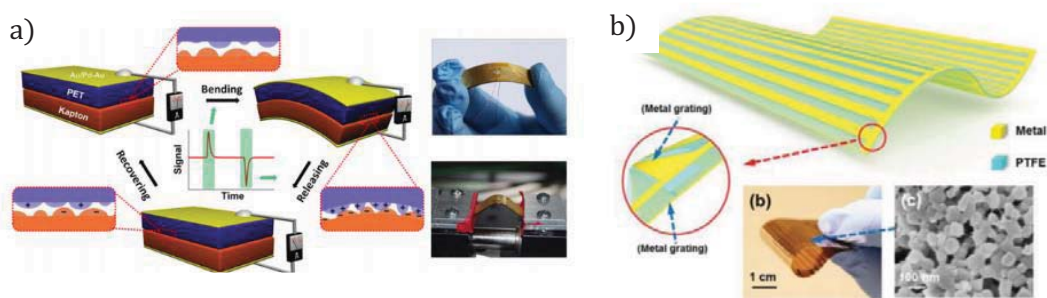 a)
Au/Pd-Au
PET
Kapton
A
Bending
A
Signal
Time
Recovering
Releasing
A
b)
(Metal grating)
Metal
PTFE
(Metal grating)
(b)
1 cm
(c)
100 nm